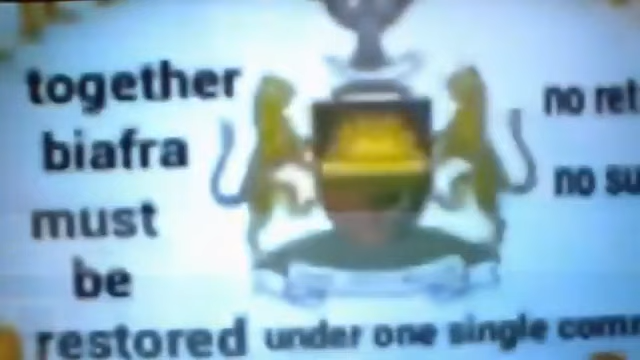 together
biafra
must
be
restored under one single
no
no